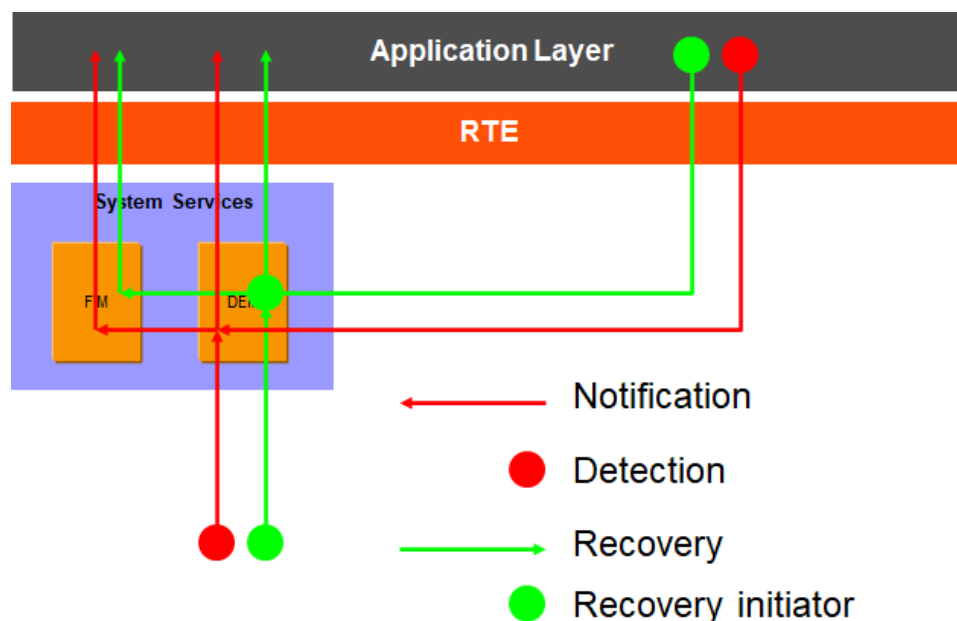 Application Layer
RTE
System Services
Notification
Detection
Recovery
Recovery initiator